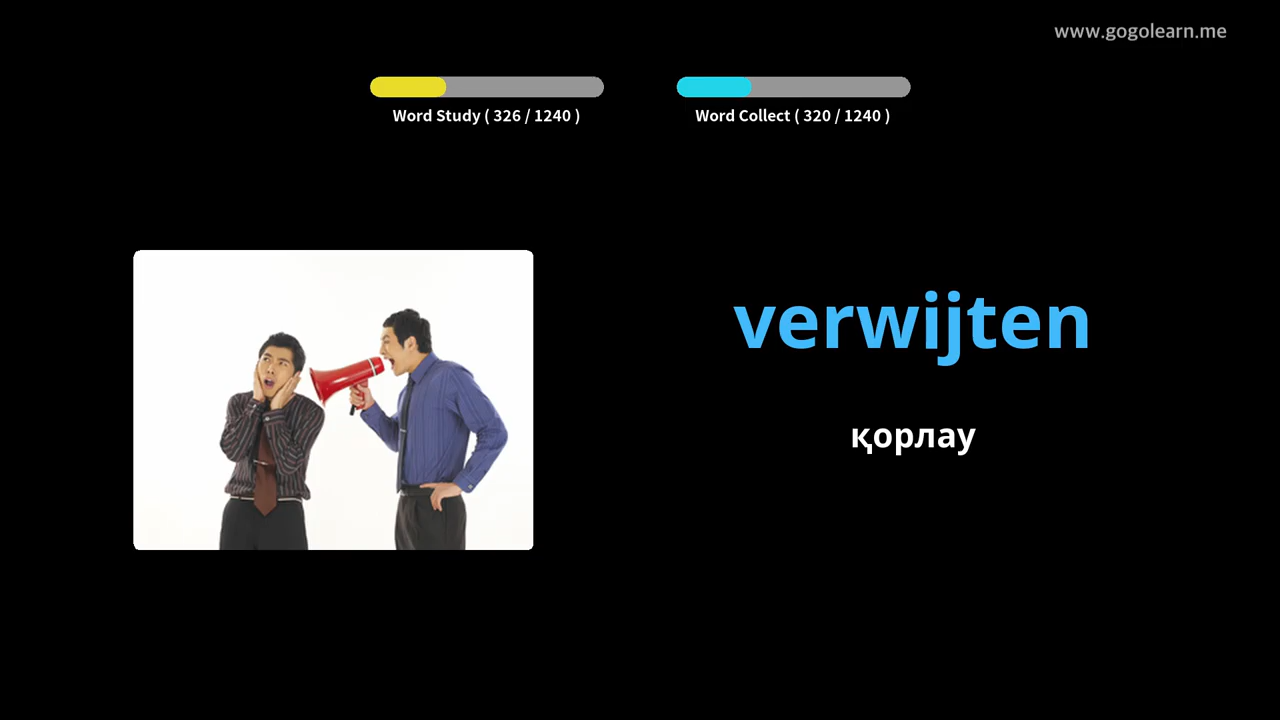 www.gogolearn.me
Word Study ( 326 / 1240 )
Word Collect ( 320 / 1240 )
verwijten
қорлау